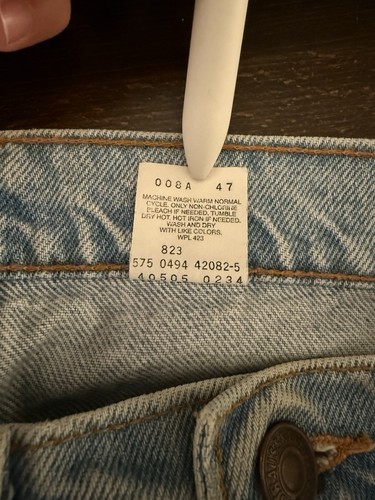 008A 47
MACHINE WASH WARM NORMAL
CYCLE. ONLY NON-CHLORINE
BLEACH IF NEEDED. TUMBLE
DRY HOT. HOT IRON IF NEEDED.
WASH AND DRY
WITH LIKE COLORS.
WPL 423
823
575 0494 42082-5
40505 0234